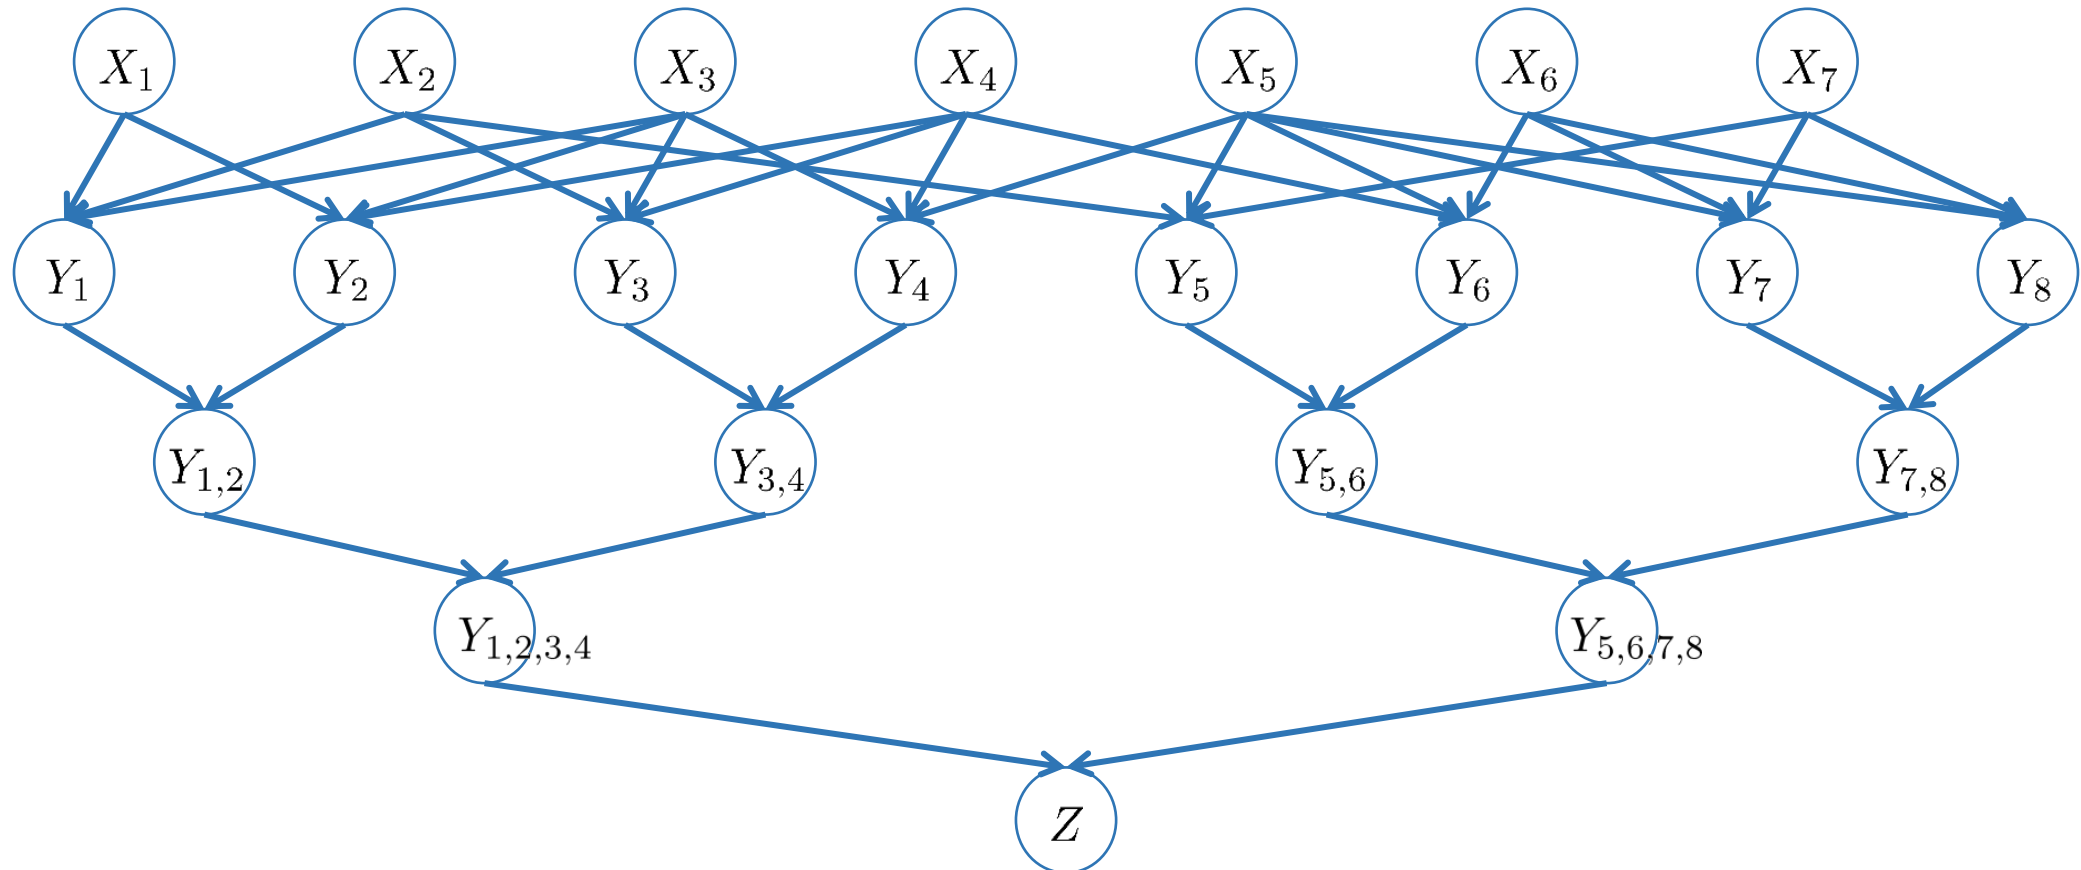 X₁ X₂ X₃ X₄ X₅ X₆ X₇
Y₁ Y₂ Y₃ Y₄ Y₅ Y₆ Y₇ Y₈
Y₁,₂ Y₃,₄ Y₅,₆ Y₇,₈
Y₁,₂,₃,₄ Y₅,₆,₇,₈
Z